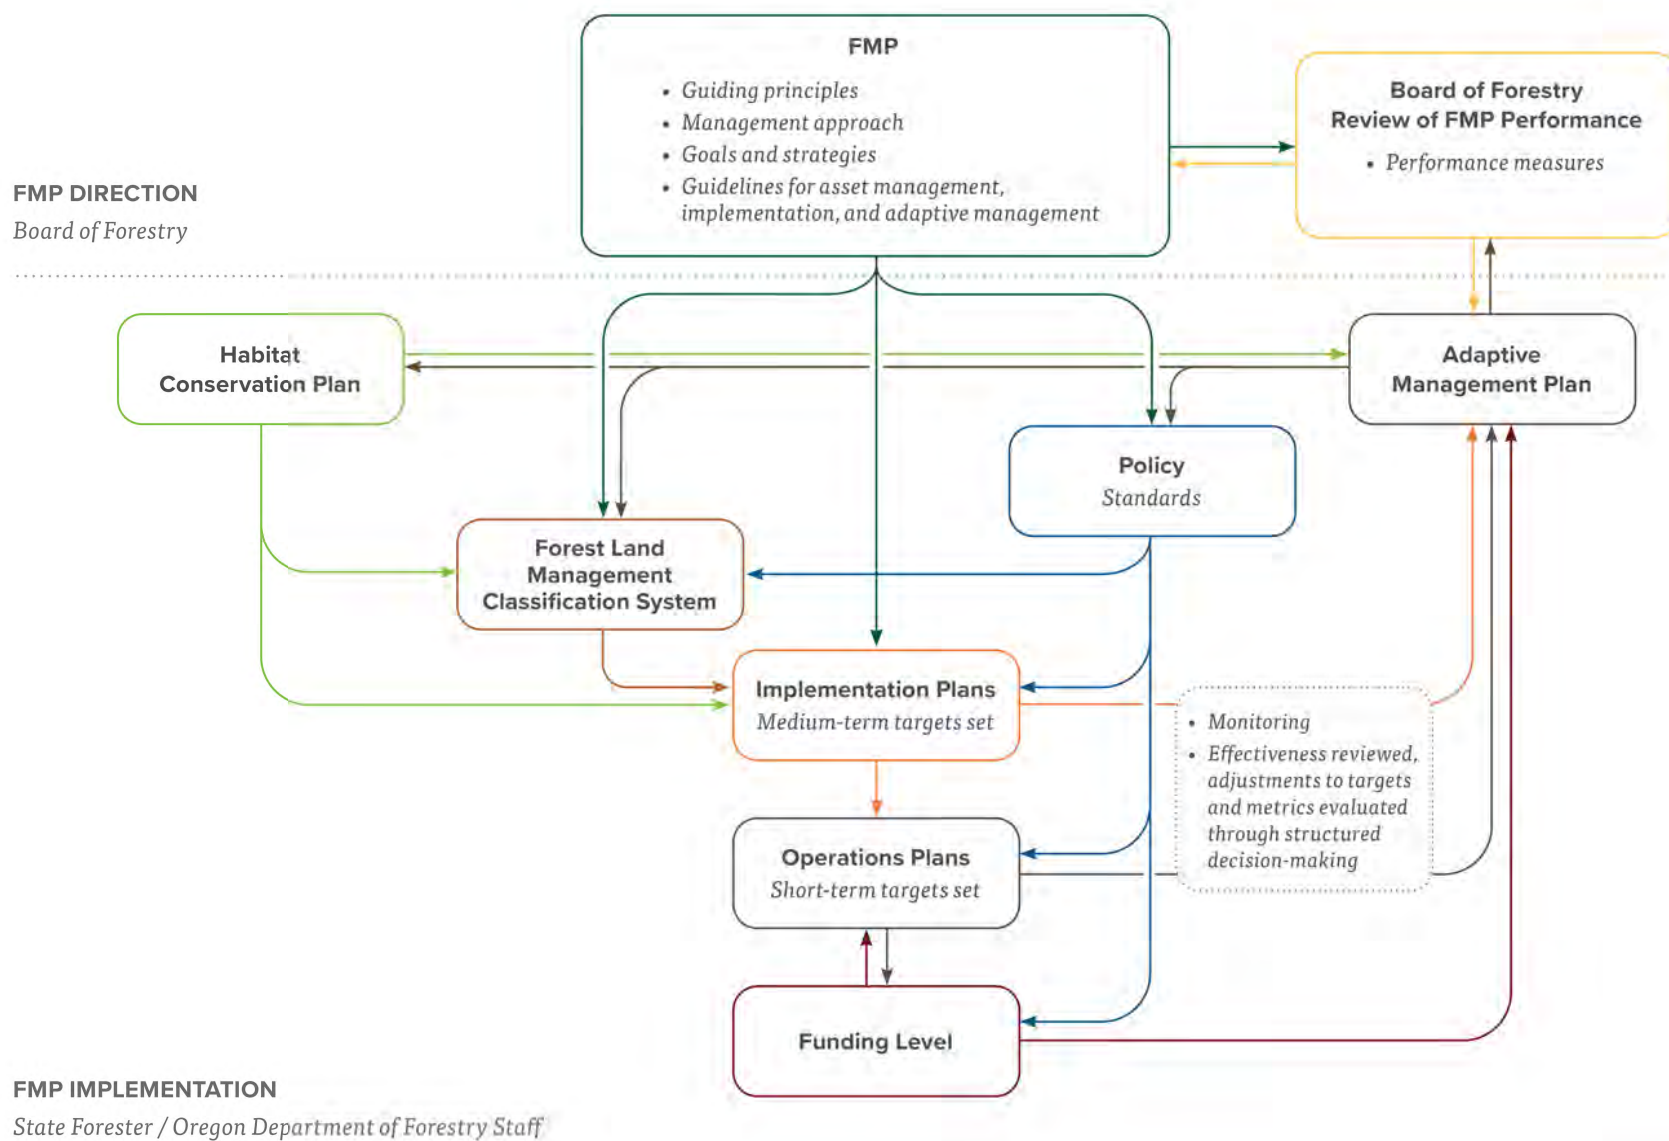 FMP
• Guiding principles
• Management approach
• Goals and strategies
• Guidelines for asset management,
implementation, and adaptive management
Board of Forestry
Review of FMP Performance
• Performance measures
FMP DIRECTION
Board of Forestry
Habitat
Conservation Plan
Adaptive
Management Plan
Policy
Standards
Forest Land
Management
Classification System
Implementation Plans
Medium-term targets set
• Monitoring
• Effectiveness reviewed,
adjustments to targets
and metrics evaluated
through structured
decision-making
Operations Plans
Short-term targets set
Funding Level
FMP IMPLEMENTATION
State Forester / Oregon Department of Forestry Staff